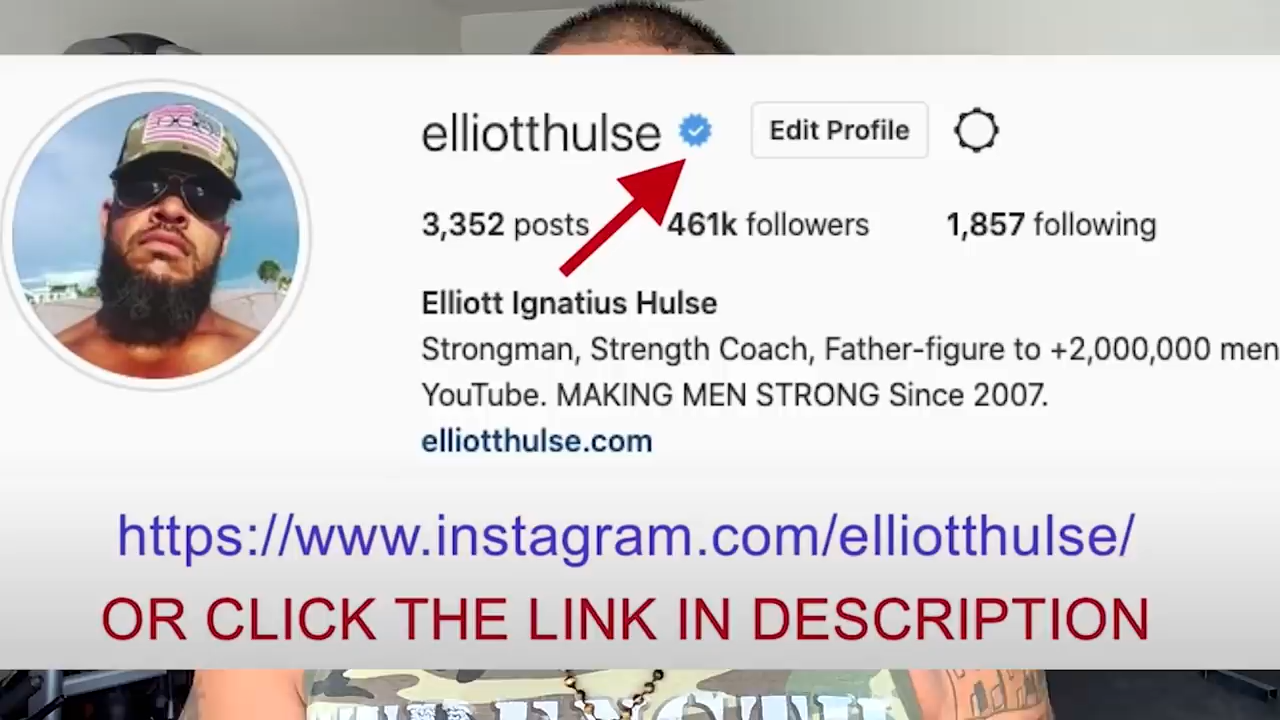 elliotthulse Edit Profile
3,352 posts 461k followers 1,857 following
Elliott Ignatius Hulse
Strongman, Strength Coach, Father-figure to +2,000,000 men
YouTube. MAKING MEN STRONG Since 2007.
elliotthulse.com
https://www.instagram.com/elliotthulse/
OR CLICK THE LINK IN DESCRIPTION